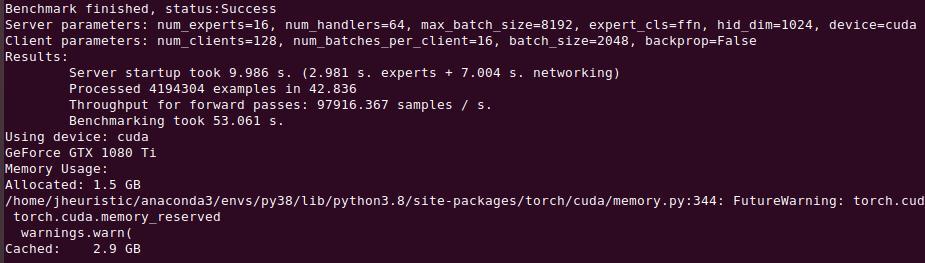 Benchmark finished, status:Success
Server parameters: num_experts=16, num_handlers=64, max_batch_size=8192, expert_cls=ffn, hid_dim=1024, device=cuda
Client parameters: num_clients=128, num_batches_per_client=16, batch_size=2048, backprop=False
Results:
Server startup took 9.986 s. (2.981 s. experts + 7.004 s. networking)
Processed 4194304 examples in 42.836
Throughput for forward passes: 97916.367 samples / s.
Benchmarking took 53.061 s.
Using device: cuda
GeForce GTX 1080 Ti
Memory Usage:
Allocated: 1.5 GB
/home/jheuristic/anaconda3/envs/py38/lib/python3.8/site-packages/torch/cuda/memory.py:344: FutureWarning: torch.cud
torch.cuda.memory_reserved
warnings.warn(
Cached:    2.9 GB